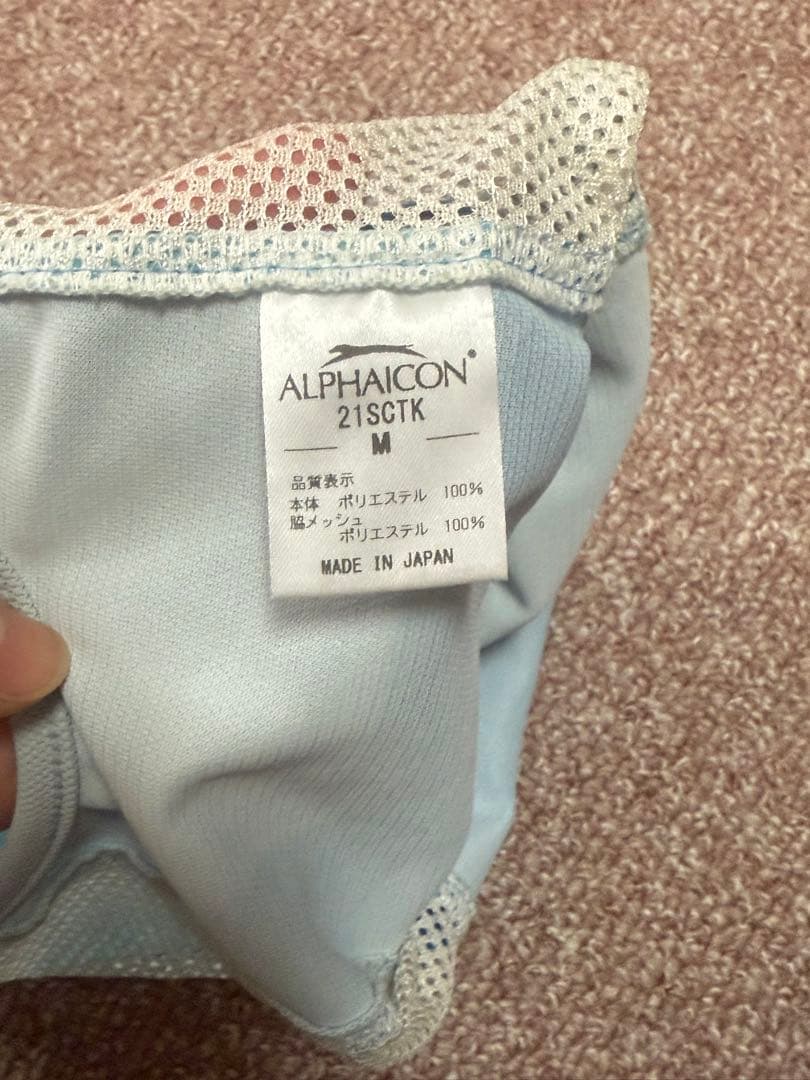 ALPHAICON®
21SCTK
M
品質表示
本体 ポリエステル 100%
脇メッシュ
ポリエステル 100%
MADE IN JAPAN